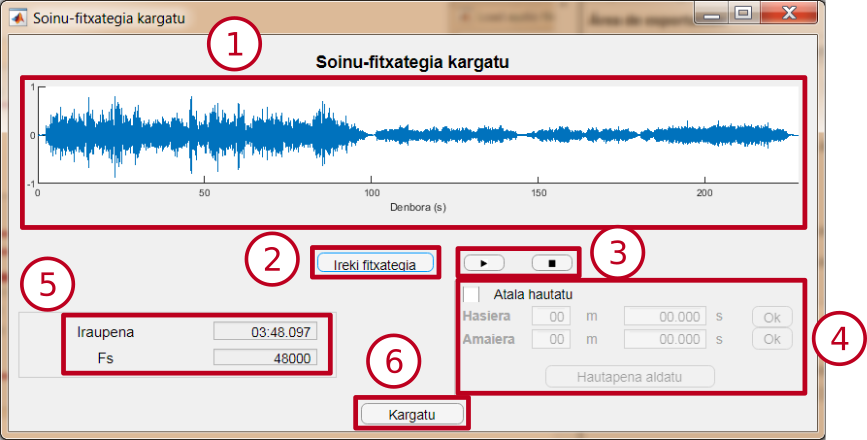 Soinu-fitxategia kargatu
1
Soinu-fitxategia kargatu
1
0
-1
0 50 100 150 200
Denbora (s)
2
Ireki fitxategia
3
5
Atala hautatu
Hasiera 00 m 00.000 s Ok
Amaiera 00 m 00.000 s Ok
4
Hautapena aldatu
Iraupena 03:48.097
Fs 48000
6
Kargatu